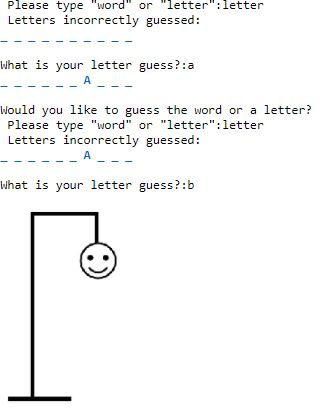 Please type "word" or "letter":letter
Letters incorrectly guessed:
_ _ _ _ _ _ _ _ _ _
What is your letter guess?:a
_ _ _ _ _ _ A _ _ _
Would you like to guess the word or a letter?
Please type "word" or "letter":letter
Letters incorrectly guessed:
_ _ _ _ _ _ A _ _ _
What is your letter guess?:b